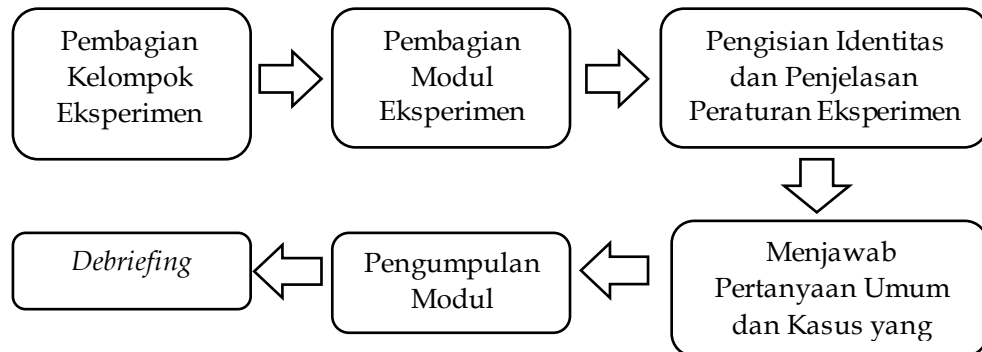 Pembagian
Kelompok
Eksperimen
Pembagian
Modul
Eksperimen
Pengisian Identitas
dan Penjelasan
Peraturan Eksperimen
Menjawab
Pertanyaan Umum
dan Kasus yang
Pengumpulan
Modul
Debriefing